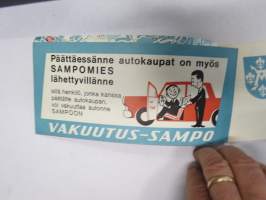 Päättäessänne autokaupat on myös
SAMPOMIES
lähettyvillänne
sillä henkilö, jonka kanssa
päätätte autokaupan,
voi vakuuttaa autonne
SAMPOON
VAKUUTUS-SAMPO